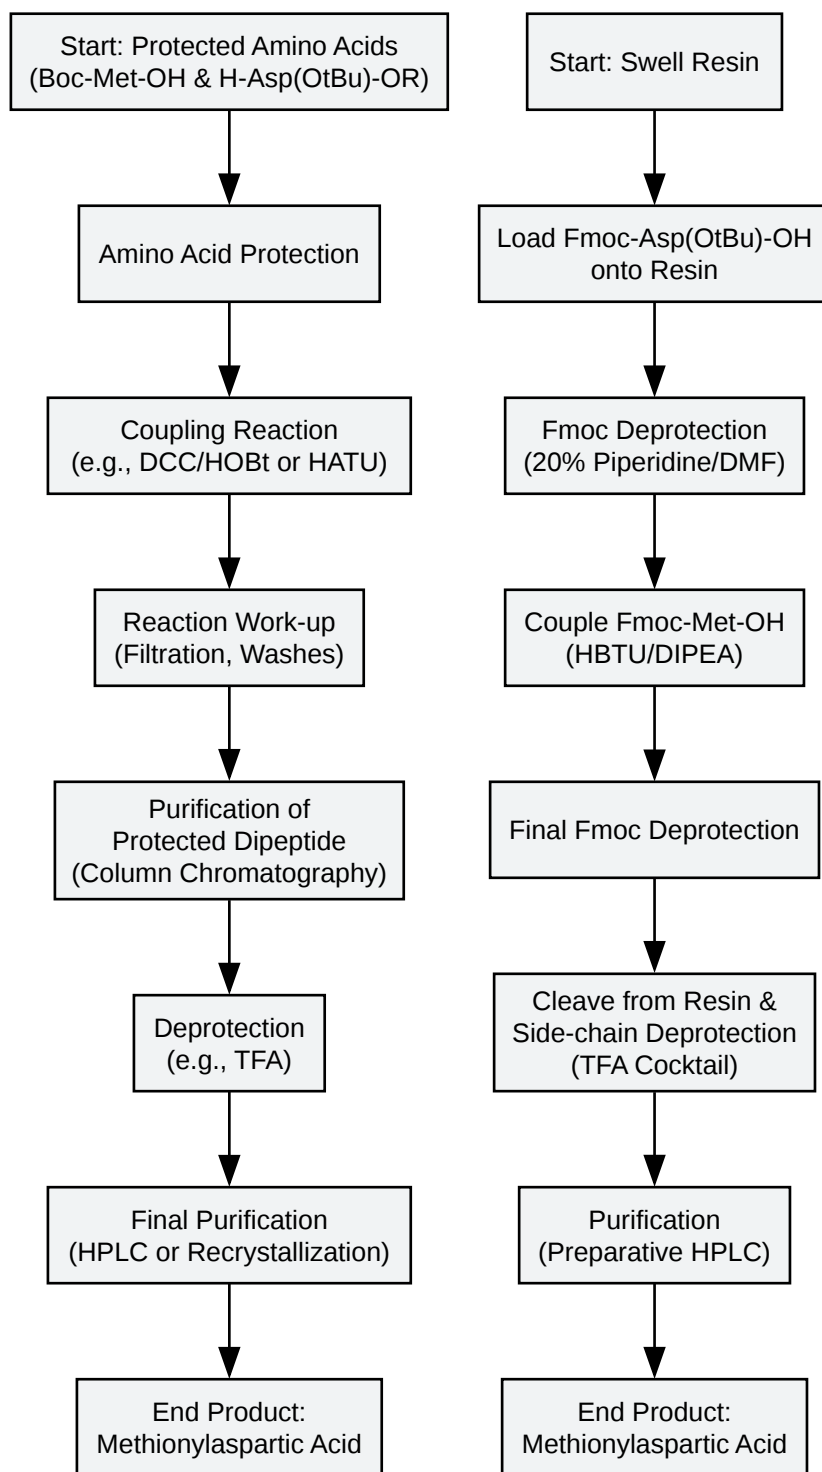 Start: Protected Amino Acids
(Boc-Met-OH & H-Asp(OtBu)-OR)
Amino Acid Protection
Coupling Reaction
(e.g., DCC/HOBt or HATU)
Reaction Work-up
(Filtration, Washes)
Purification of
Protected Dipeptide
(Column Chromatography)
Deprotection
(e.g., TFA)
Final Purification
(HPLC or Recrystallization)
End Product:
Methionylaspartic Acid
Start: Swell Resin
Load Fmoc-Asp(OtBu)-OH
onto Resin
Fmoc Deprotection
(20% Piperidine/DMF)
Couple Fmoc-Met-OH
(HBTU/DIPEA)
Final Fmoc Deprotection
Cleave from Resin &
Side-chain Deprotection
(TFA Cocktail)
Purification
(Preparative HPLC)
End Product:
Methionylaspartic Acid